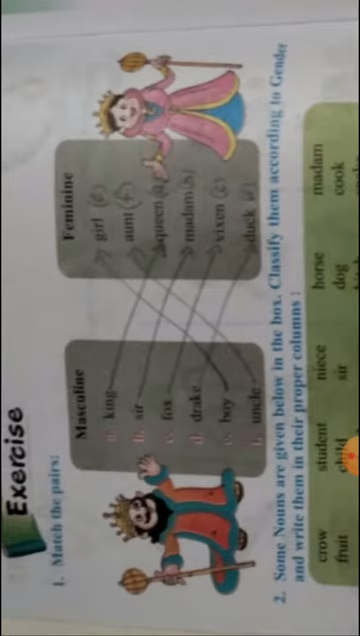 Exercise
1. Match the pairs:
Masculine Feminine
a. king girl (e)
b. sir aunt (f)
c. fox queen (a)
d. drake madam (b)
e. boy vixen (c)
f. uncle duck (d)
2. Some Nouns are given below in the box. Classify them according to Gender
and write them in their proper columns :
crow student niece horse madam
fruit child sir dog cook